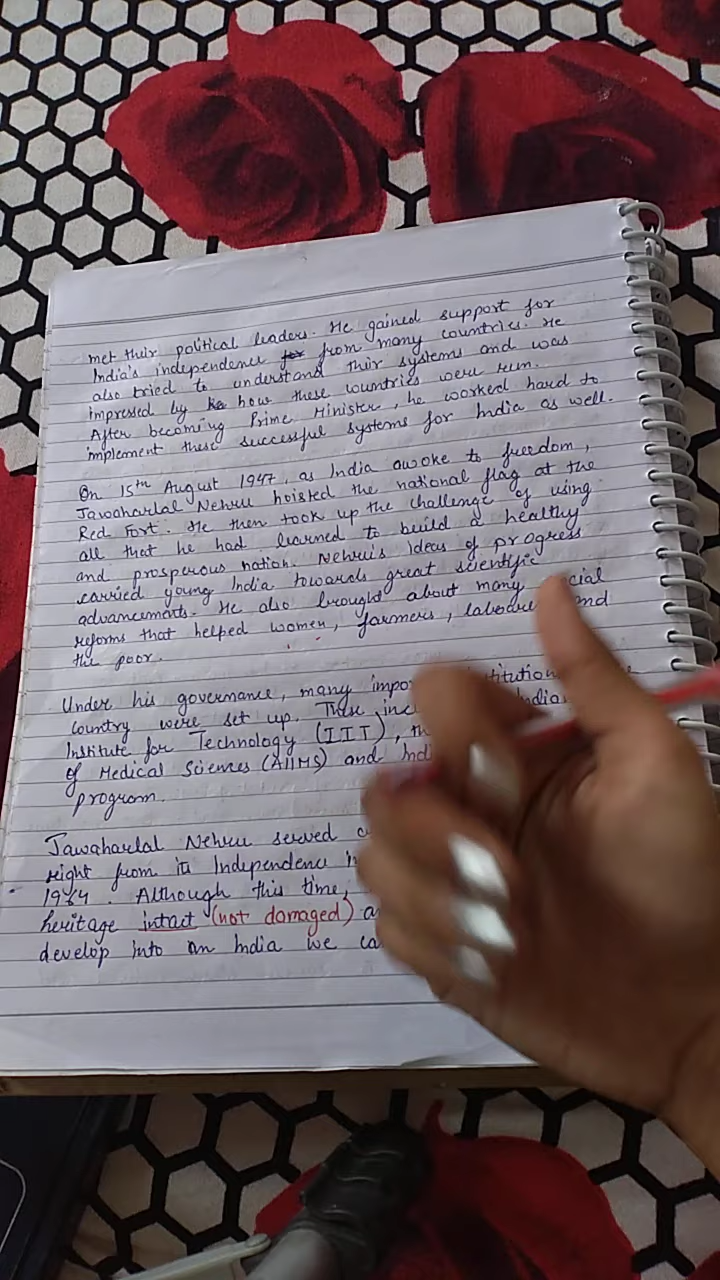 met their political leaders. He gained support for
India's independence for from many countries. He
also tried to understand their systems and was
impressed by how these countries were run.
After becoming Prime Minister, he worked hard to
implement these successful systems for India as well.
On 15th August 1947, as India awoke to freedom,
Jawaharlal Nehru hoisted the national flag at the
Red Fort. He then took up the challenge of using
all that he had learned to build a healthy
and prosperous nation. Nehru's ideas of progress
carried young India towards great scientific
advancements. He also brought about many
reforms that helped women, farmers,
the poor.
Under his governance, many
Country were set up. These
Institute for Technology (IIT),
of Medical Sciences (AIIMS) and
program.
Jawaharlal Nehru served
right from its Independence
Although this time,
heritage intact (not damaged)
develop into an India we